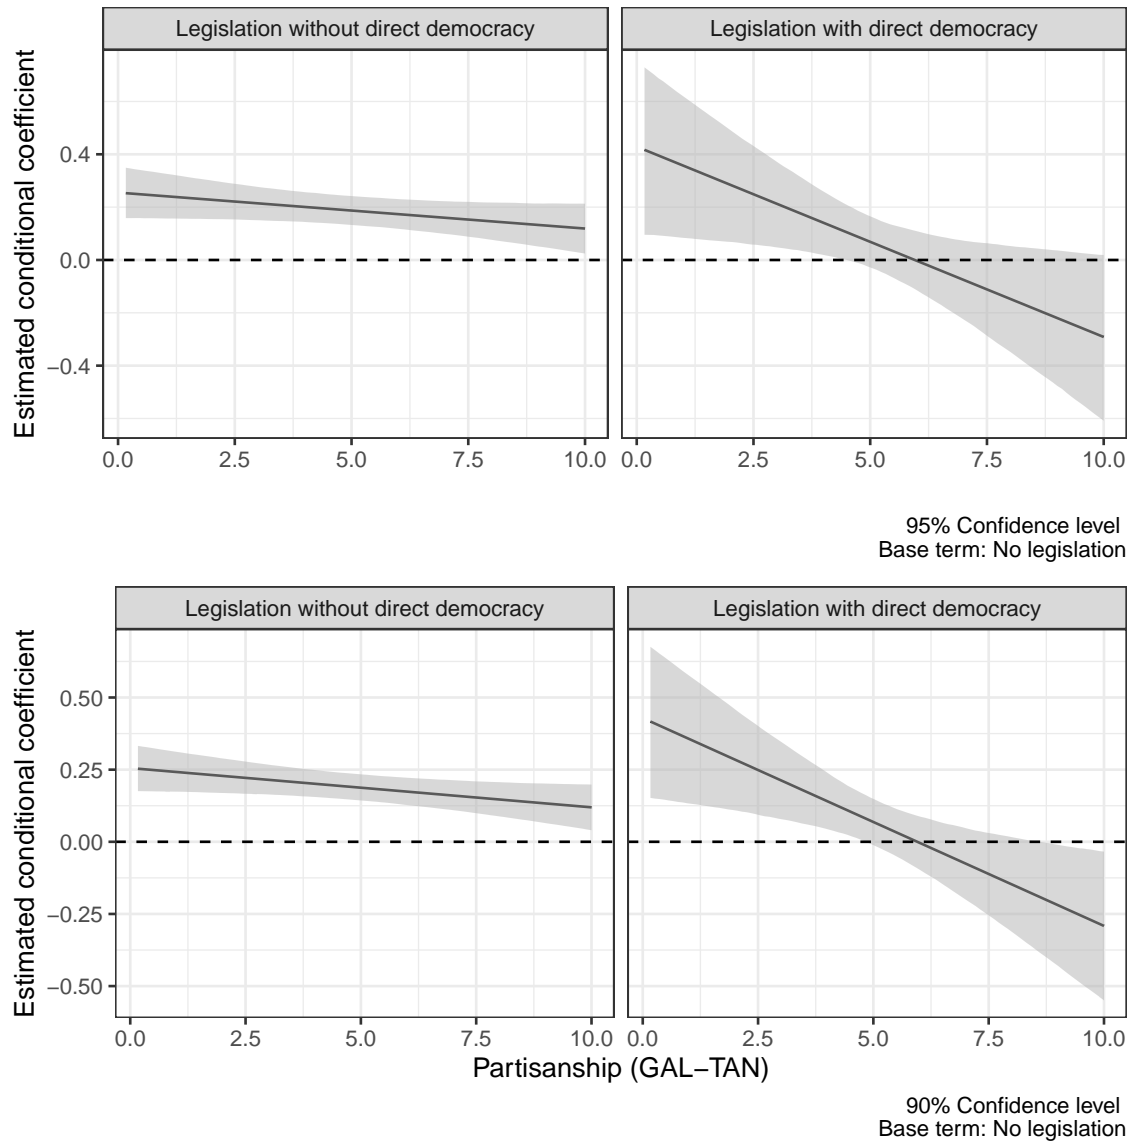 Legislation without direct democracy
Legislation with direct democracy
Estimated conditional coefficient
0.4
0.0
−0.4
0.0
2.5
5.0
7.5
10.0
0.0
2.5
5.0
7.5
10.0
95% Confidence level
Base term: No legislation
Legislation without direct democracy
Legislation with direct democracy
Estimated conditional coefficient
0.50
0.25
0.00
−0.25
−0.50
0.0
2.5
5.0
7.5
10.0
0.0
2.5
5.0
7.5
10.0
Partisanship (GAL−TAN)
90% Confidence level
Base term: No legislation